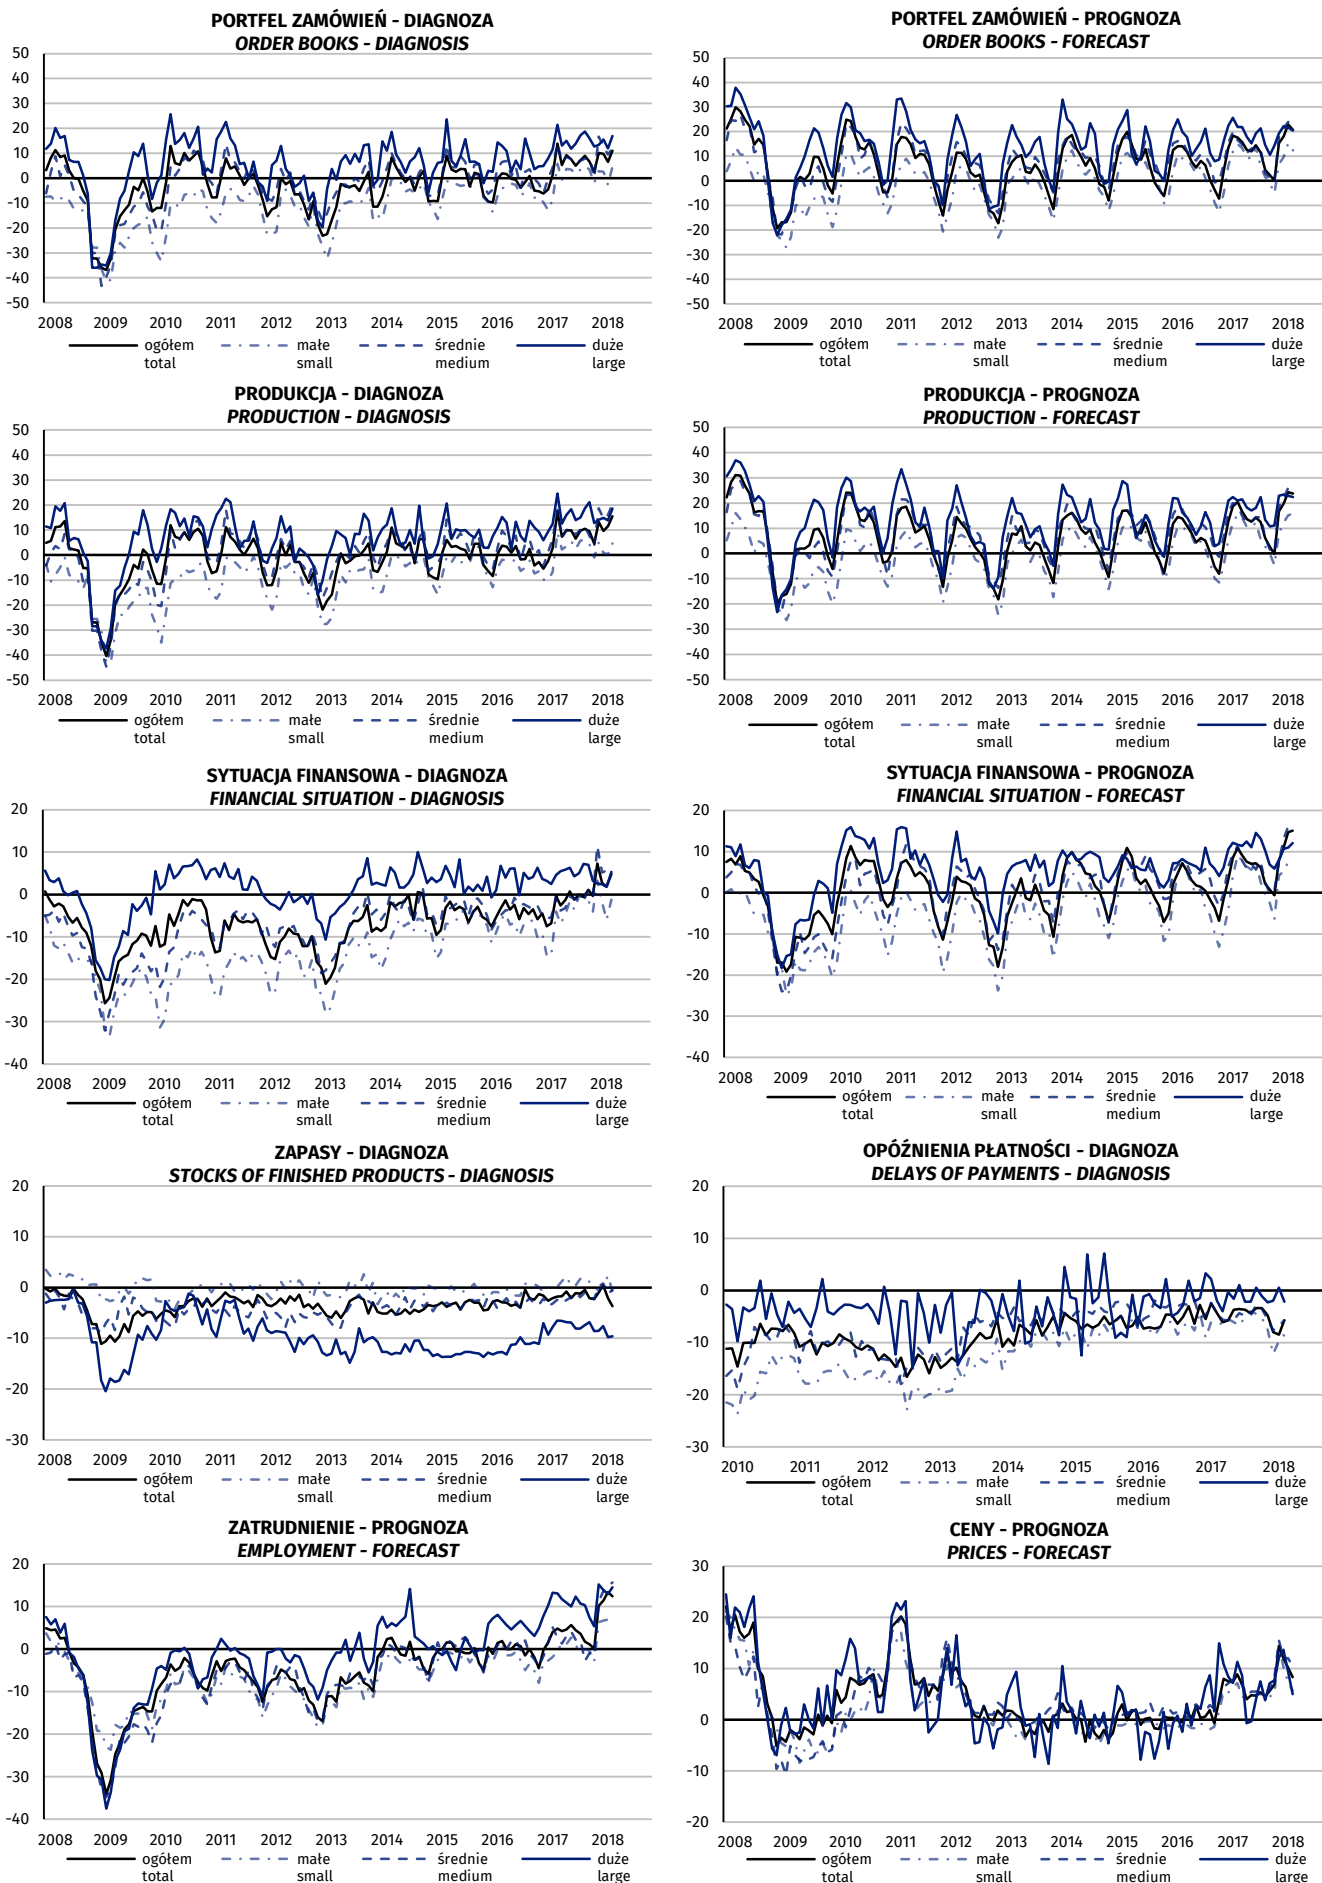 PORTFEL ZAMÓWIEŃ - DIAGNOZA
ORDER BOOKS - DIAGNOSIS
50
40
30
20
10
0
-10
-20
-30
-40
-50
2008 2009 2010 2011 2012 2013 2014 2015 2016 2017 2018
ogółem małe średnie duże
total small medium large
PORTFEL ZAMÓWIEŃ - PROGNOZA
ORDER BOOKS - FORECAST
50
40
30
20
10
0
-10
-20
-30
-40
-50
2008 2009 2010 2011 2012 2013 2014 2015 2016 2017 2018
ogółem małe średnie duże
total small medium large
PRODUKCJA - DIAGNOZA
PRODUCTION - DIAGNOSIS
50
40
30
20
10
0
-10
-20
-30
-40
-50
2008 2009 2010 2011 2012 2013 2014 2015 2016 2017 2018
ogółem małe średnie duże
total small medium large
PRODUKCJA - PROGNOZA
PRODUCTION - FORECAST
50
40
30
20
10
0
-10
-20
-30
-40
-50
2008 2009 2010 2011 2012 2013 2014 2015 2016 2017 2018
ogółem małe średnie duże
total small medium large
SYTUACJA FINANSOWA - DIAGNOZA
FINANCIAL SITUATION - DIAGNOSIS
20
10
0
-10
-20
-30
-40
2008 2009 2010 2011 2012 2013 2014 2015 2016 2017 2018
ogółem małe średnie duże
total small medium large
SYTUACJA FINANSOWA - PROGNOZA
FINANCIAL SITUATION - FORECAST
20
10
0
-10
-20
-30
-40
2008 2009 2010 2011 2012 2013 2014 2015 2016 2017 2018
ogółem małe średnie duże
total small medium large
ZAPASY - DIAGNOZA
STOCKS OF FINISHED PRODUCTS - DIAGNOSIS
20
10
0
-10
-20
-30
2008 2009 2010 2011 2012 2013 2014 2015 2016 2017 2018
ogółem małe średnie duże
total small medium large
OPÓŹNIENIA PŁATNOŚCI - DIAGNOZA
DELAYS OF PAYMENTS - DIAGNOSIS
20
10
0
-10
-20
-30
2010 2011 2012 2013 2014 2015 2016 2017 2018
ogółem małe średnie duże
total small medium large
ZATRUDNIENIE - PROGNOZA
EMPLOYMENT - FORECAST
20
10
0
-10
-20
-30
-40
2008 2009 2010 2011 2012 2013 2014 2015 2016 2017 2018
ogółem małe średnie duże
total small medium large
CENY - PROGNOZA
PRICES - FORECAST
30
20
10
0
-10
-20
2008 2009 2010 2011 2012 2013 2014 2015 2016 2017 2018
ogółem małe średnie duże
total small medium large